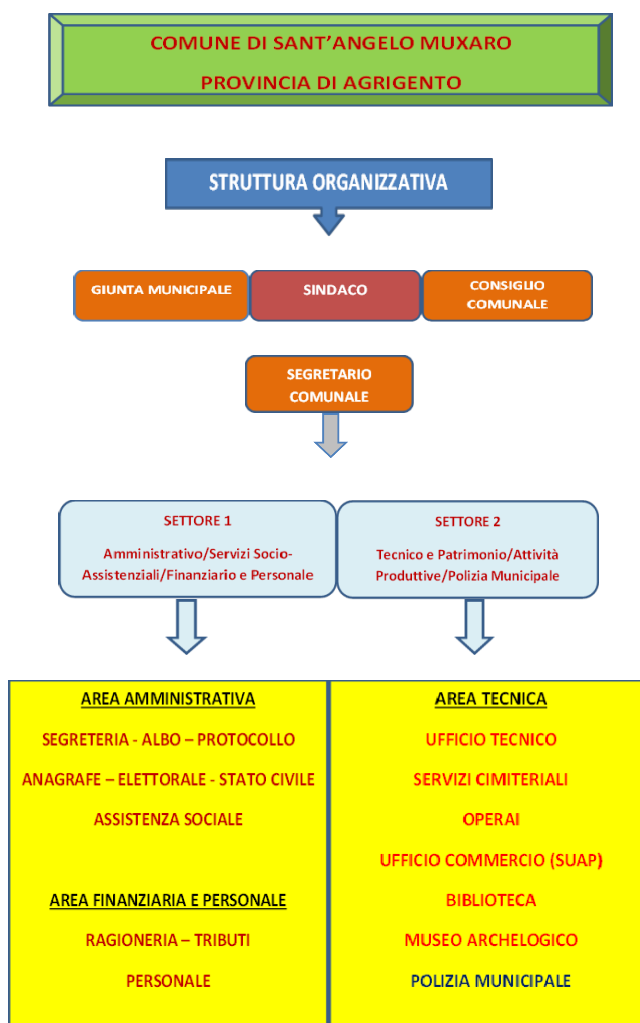 COMUNE DI SANT'ANGELO MUXARO
PROVINCIA DI AGRIGENTO
STRUTTURA ORGANIZZATIVA
GIUNTA MUNICIPALE
SINDACO
CONSIGLIO
COMUNALE
SEGRETARIO
COMUNALE
SETTORE 1
Amministrativo/Servizi Socio-
Assistenziali/Finanziario e Personale
SETTORE 2
Tecnico e Patrimonio/Attività
Produttive/Polizia Municipale
AREA AMMINISTRATIVA
SEGRETERIA - ALBO – PROTOCOLLO
ANAGRAFE – ELETTORALE - STATO CIVILE
ASSISTENZA SOCIALE
AREA FINANZIARIA E PERSONALE
RAGIONERIA – TRIBUTI
PERSONALE
AREA TECNICA
UFFICIO TECNICO
SERVIZI CIMITERIALI
OPERAI
UFFICIO COMMERCIO (SUAP)
BIBLIOTECA
MUSEO ARCHELOGICO
POLIZIA MUNICIPALE